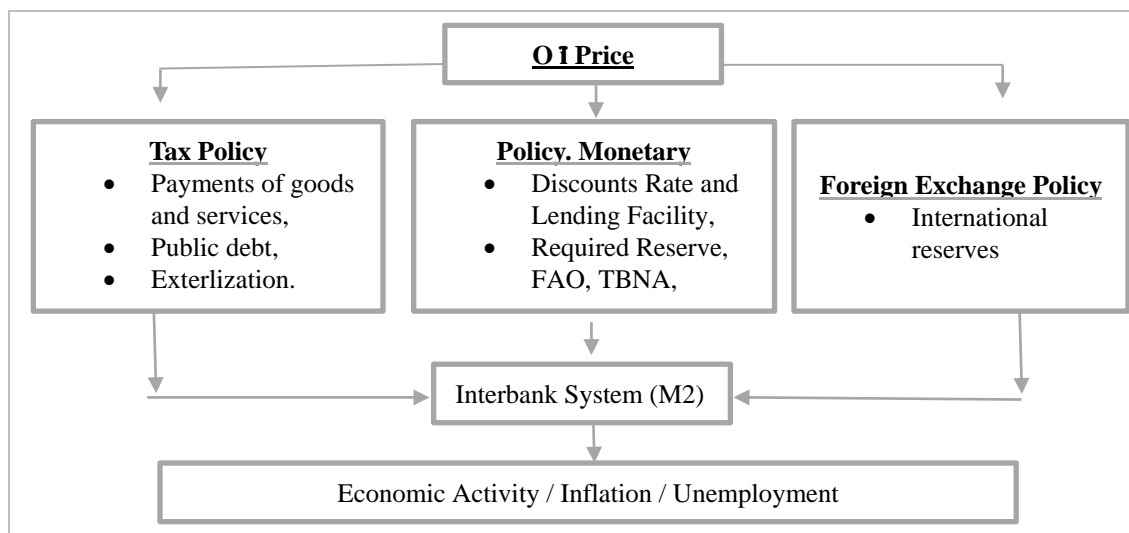 Oil Price
Tax Policy
• Payments of goods
and services,
• Public debt,
• Exterlization.
Policy. Monetary
• Discounts Rate and
Lending Facility,
• Required Reserve,
FAO, TBNA,
Foreign Exchange Policy
• International
reserves
Interbank System (M2)
Economic Activity / Inflation / Unemployment